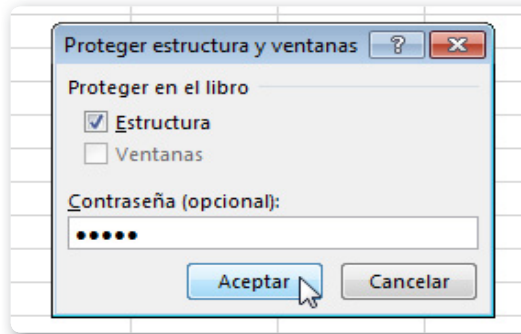 Proteger estructura y ventanas
Proteger en el libro
Estructura
Ventanas
Contraseña (opcional):
•••••
Aceptar
Cancelar